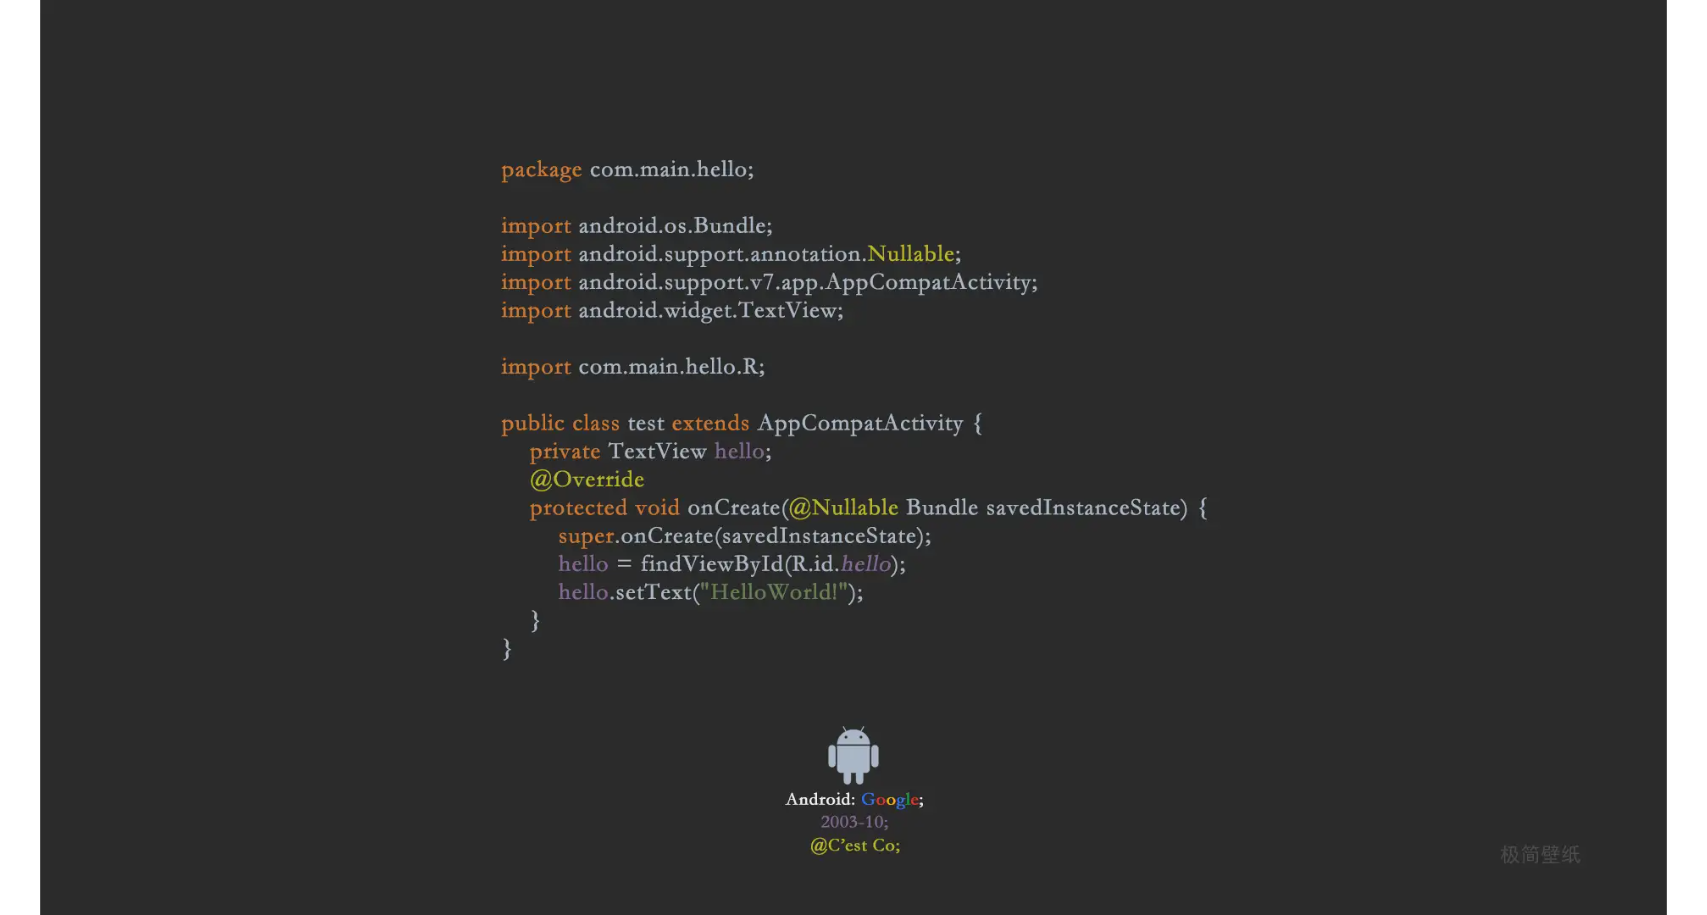 package com.main.hello;

import android.os.Bundle;
import android.support.annotation.Nullable;
import android.support.v7.app.AppCompatActivity;
import android.widget.TextView;

import com.main.hello.R;

public class test extends AppCompatActivity {
    private TextView hello;
    @Override
    protected void onCreate(@Nullable Bundle savedInstanceState) {
        super.onCreate(savedInstanceState);
        hello = findViewById(R.id.hello);
        hello.setText("HelloWorld!");
    }
}
Android: Google;
2003-10;
@C’est Co;
极简壁纸